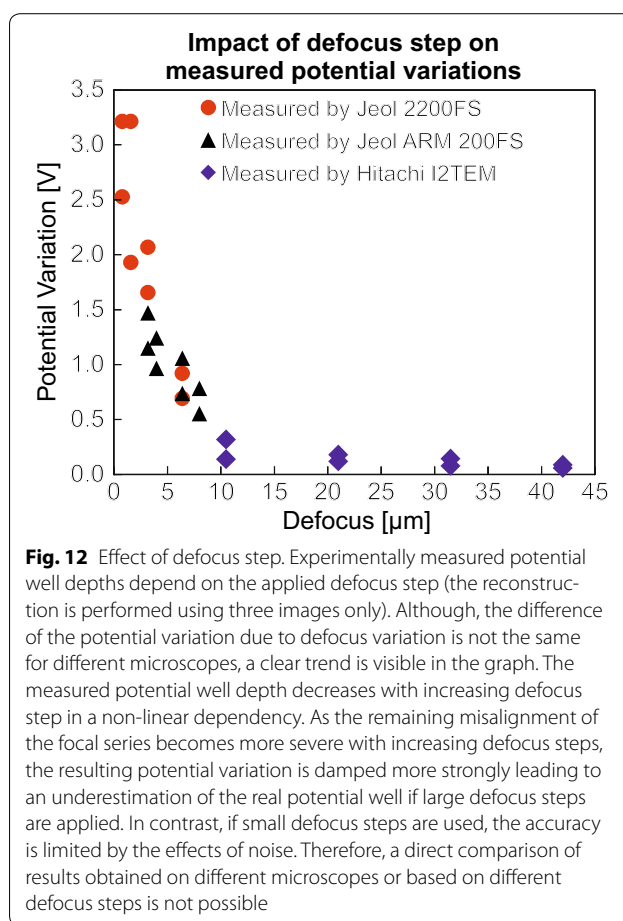 Impact of defocus step on
measured potential variations
3.5
3.0
2.5
2.0
1.5
1.0
0.5
0.0
Potential Variation [V]
Measured by Jeol 2200FS
Measured by Jeol ARM 200FS
Measured by Hitachi I2TEM
0 5 10 15 20 25 30 35 40 45
Defocus [µm]
Fig. 12 Effect of defocus step. Experimentally measured potential
well depths depend on the applied defocus step (the reconstruc-
tion is performed using three images only). Although, the difference
of the potential variation due to defocus variation is not the same
for different microscopes, a clear trend is visible in the graph. The
measured potential well depth decreases with increasing defocus
step in a non-linear dependency. As the remaining misalignment of
the focal series becomes more severe with increasing defocus steps,
the resulting potential variation is damped more strongly leading to
an underestimation of the real potential well if large defocus steps
are applied. In contrast, if small defocus steps are used, the accuracy
is limited by the effects of noise. Therefore, a direct comparison of
results obtained on different microscopes or based on different
defocus steps is not possible